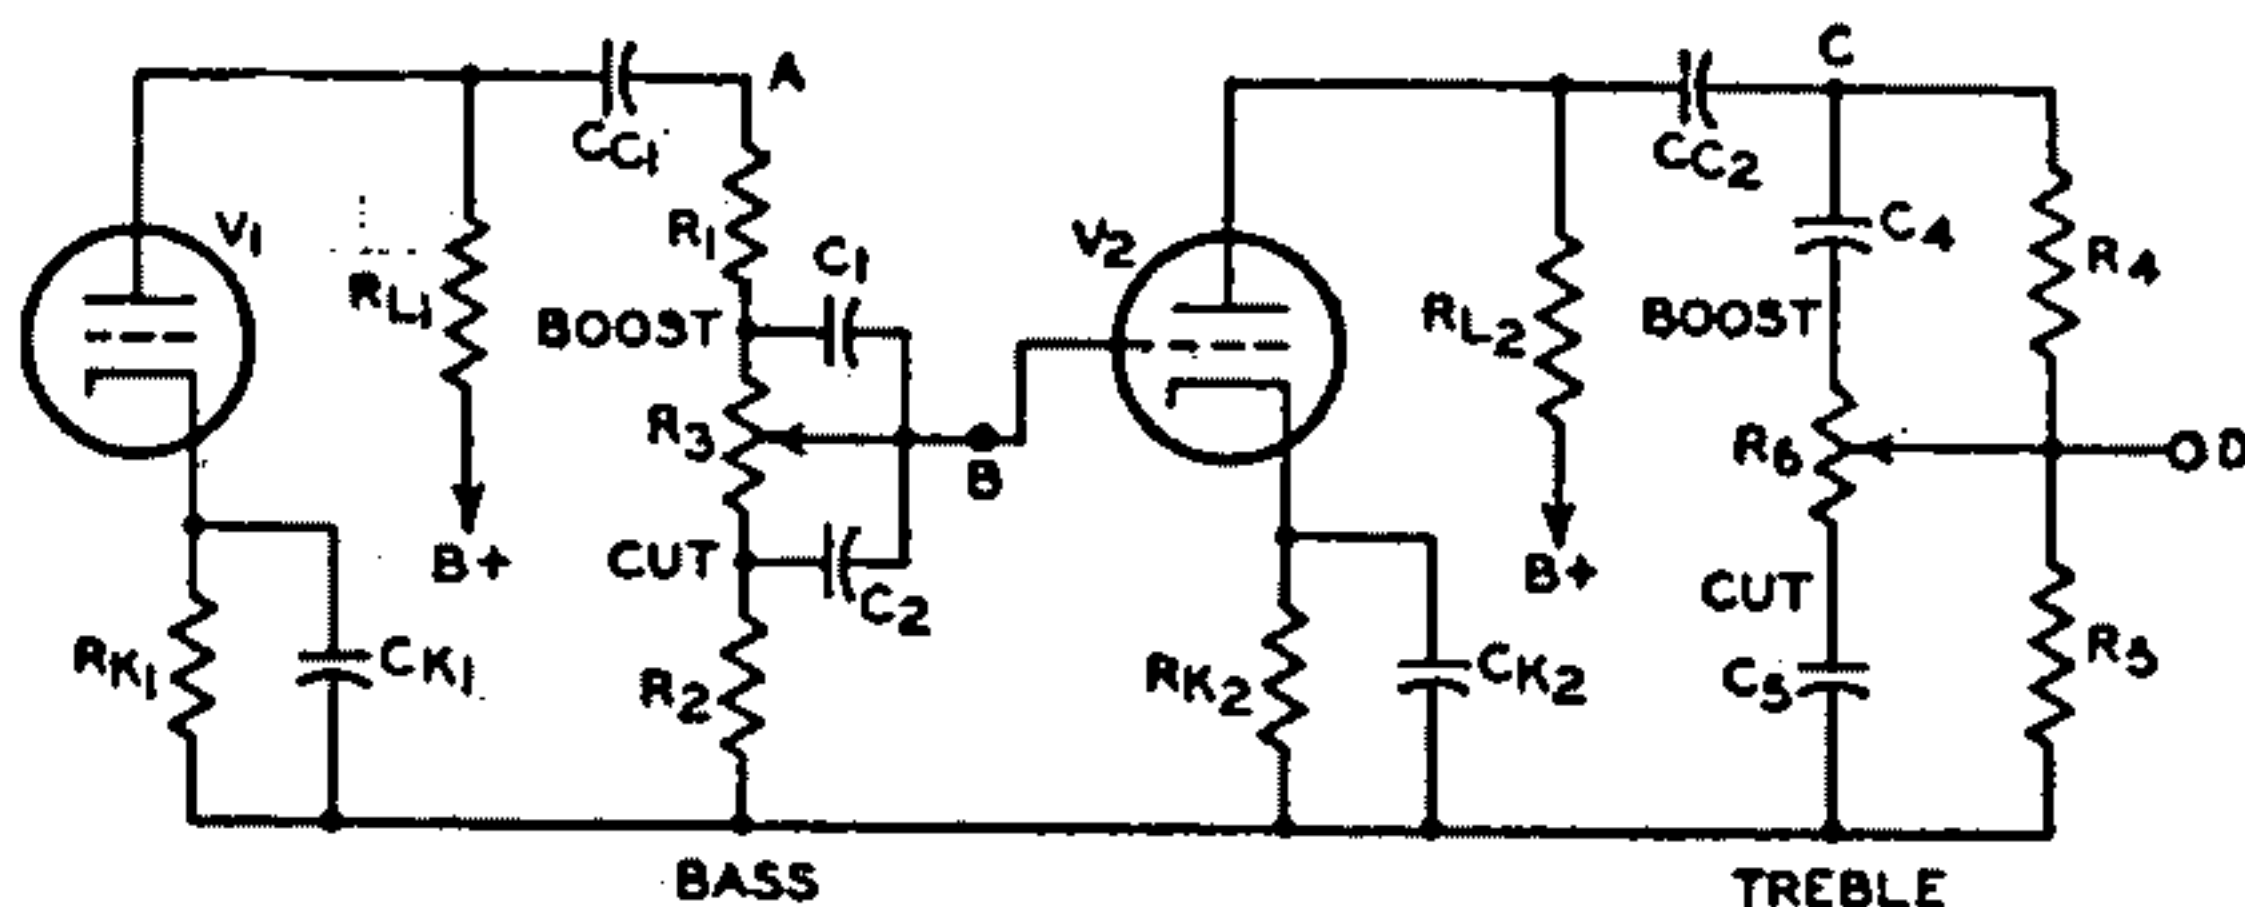 A
C
CC1
CC2
V1
R1
C1
V2
C4
R4
RL1
BOOST
RL2
BOOST
R3
B
R6
O D
B+
CUT
C2
B+
CUT
RK1
CK1
R2
RK2
CK2
C5
R5
BASS
TREBLE